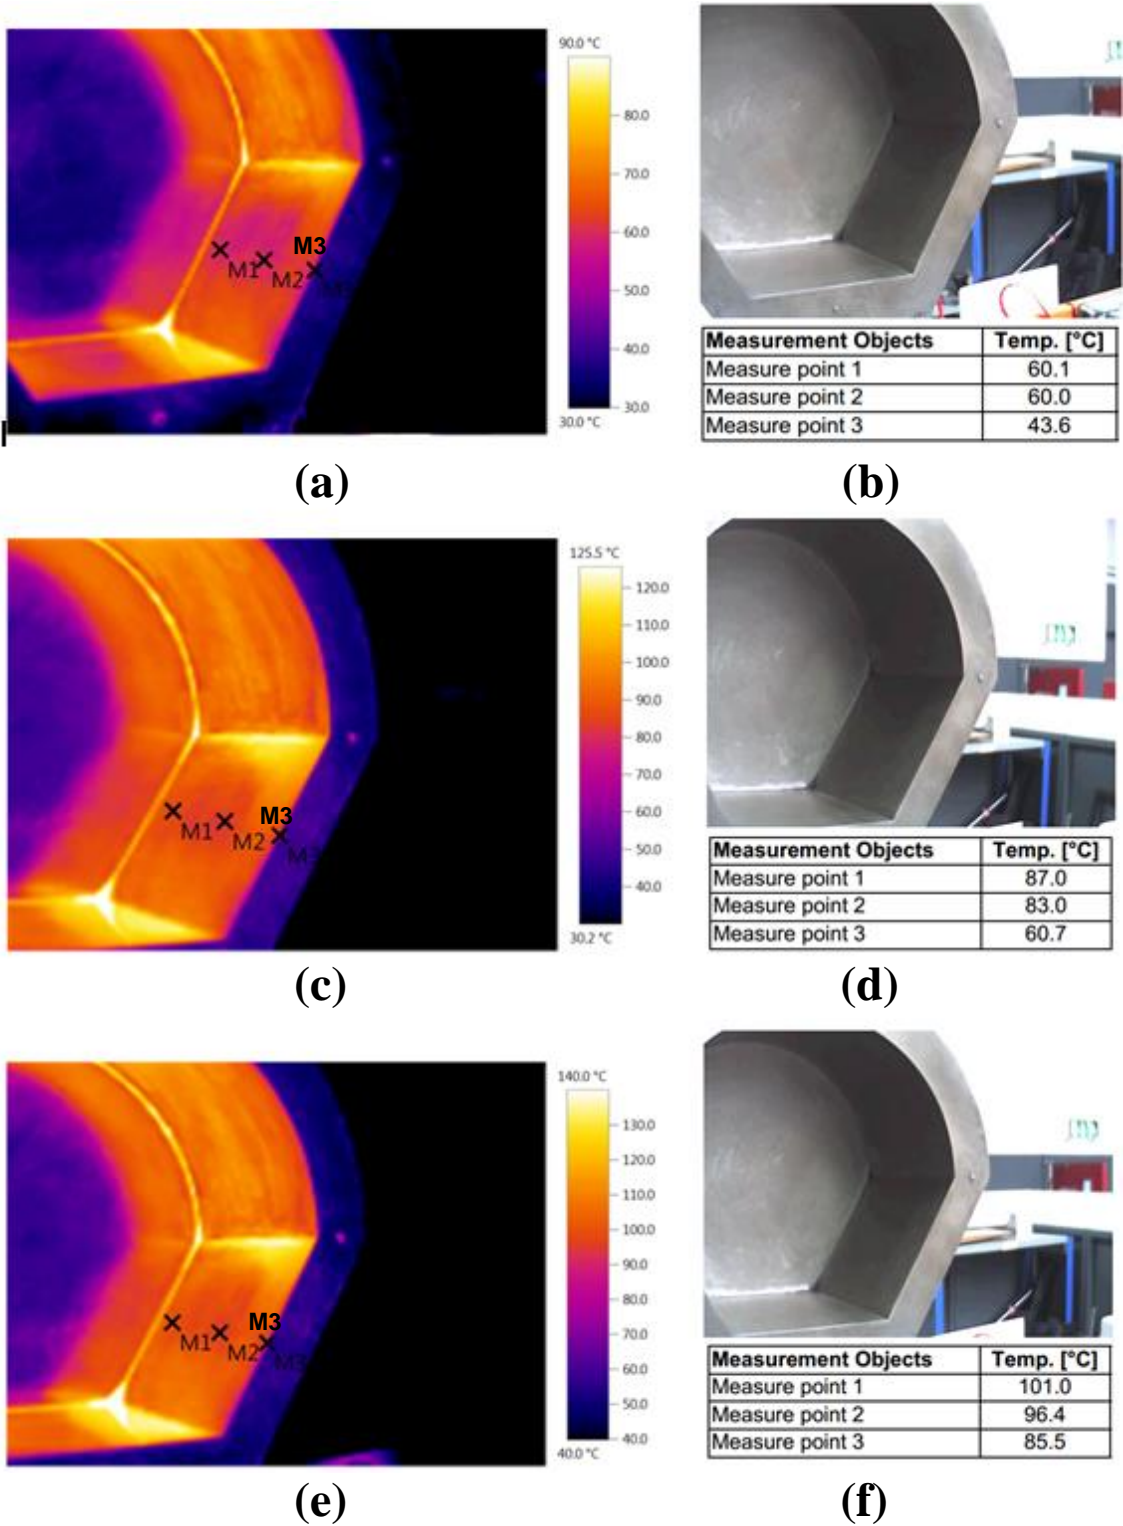 90.0 °C
80.0
70.0
60.0
50.0
40.0
30.0
30.0 °C
M3
M1
M2
M3
Measurement Objects Temp. [°C]
Measure point 1 60.1
Measure point 2 60.0
Measure point 3 43.6
(a)
(b)
125.5 °C
120.0
110.0
100.0
90.0
80.0
70.0
60.0
50.0
40.0
30.2 °C
M3
M1
M2
M3
Measurement Objects Temp. [°C]
Measure point 1 87.0
Measure point 2 83.0
Measure point 3 60.7
(c)
(d)
140.0 °C
130.0
120.0
110.0
100.0
90.0
80.0
70.0
60.0
50.0
40.0
40.0 °C
M3
M1
M2
M3
Measurement Objects Temp. [°C]
Measure point 1 101.0
Measure point 2 96.4
Measure point 3 85.5
(e)
(f)